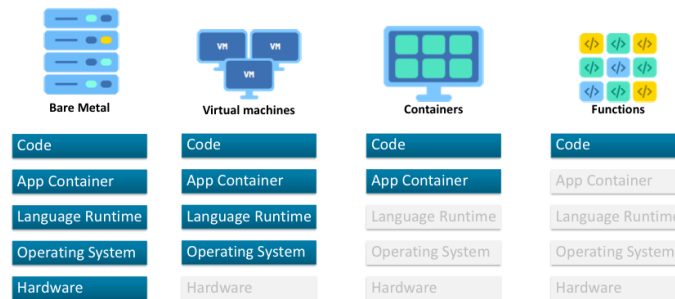 VM
VM
VM
</>
</>
</>
</>
</>
</>
</>
</>
</>
Bare Metal
Virtual machines
Containers
Functions
Code
Code
Code
Code
App Container
App Container
App Container
App Container
Language Runtime
Language Runtime
Language Runtime
Language Runtime
Operating System
Operating System
Operating System
Operating System
Hardware
Hardware
Hardware
Hardware